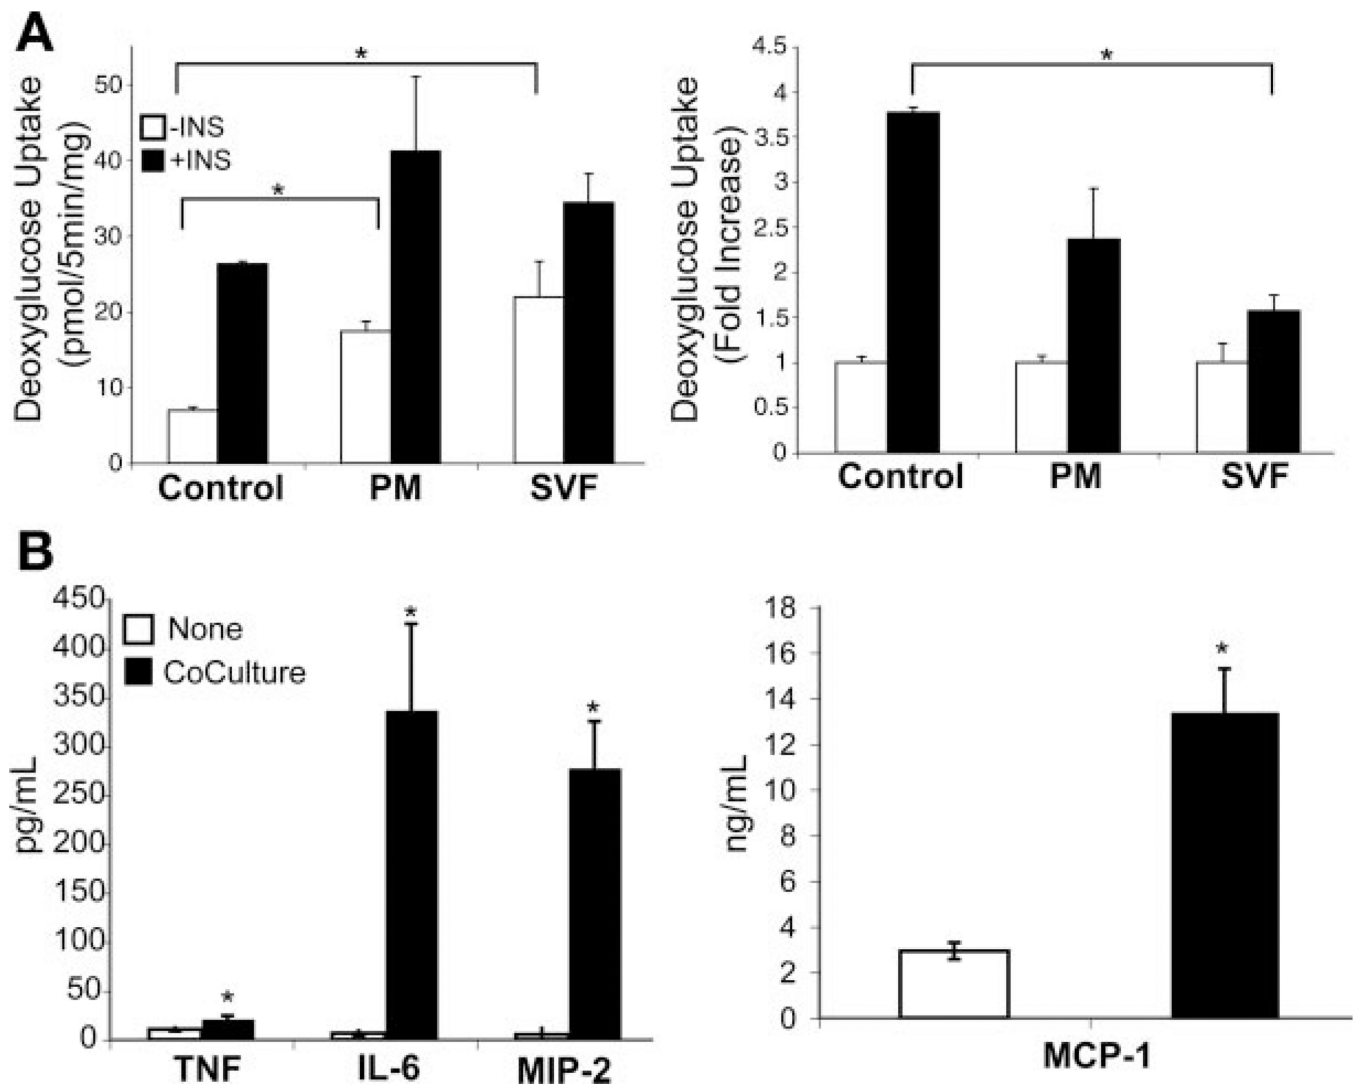 A
Deoxyglucose Uptake
(pmol/5min/mg)
50
40
30
20
10
0
-INS
+INS
*
*
Control PM SVF
Deoxyglucose Uptake
(Fold Increase)
4.5
4
3.5
3
2.5
2
1.5
1
0.5
0
*
Control PM SVF
B
pg/mL
450
400
350
300
250
200
150
100
50
0
None
CoCulture
*
*
*
TNF IL-6 MIP-2
ng/mL
18
16
14
12
10
8
6
4
2
0
*
MCP-1